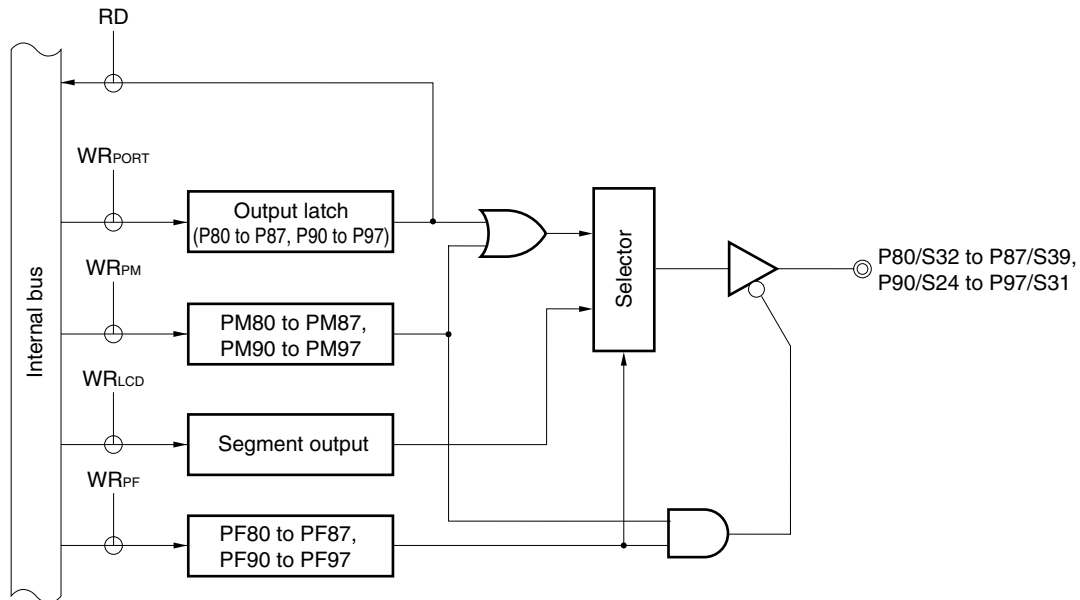 RD
Internal bus
WRPORT
Output latch
(P80 to P87, P90 to P97)
WRPM
PM80 to PM87,
PM90 to PM97
WRLCD
Segment output
WRPF
PF80 to PF87,
PF90 to PF97
Selector
P80/S32 to P87/S39,
P90/S24 to P97/S31